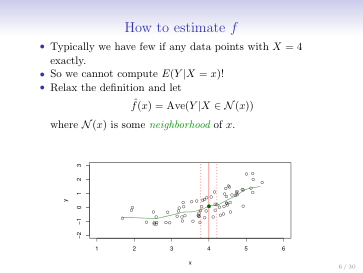 How to estimate f
• Typically we have few if any data points with X = 4
exactly.
• So we cannot compute E(Y|X = x)!
• Relax the definition and let
f̂(x) = Ave(Y|X ∈ N(x))
where N(x) is some neighborhood of x.
3
2
1
0
−1
−2
y
1 2 3 4 5 6
x
6 / 30